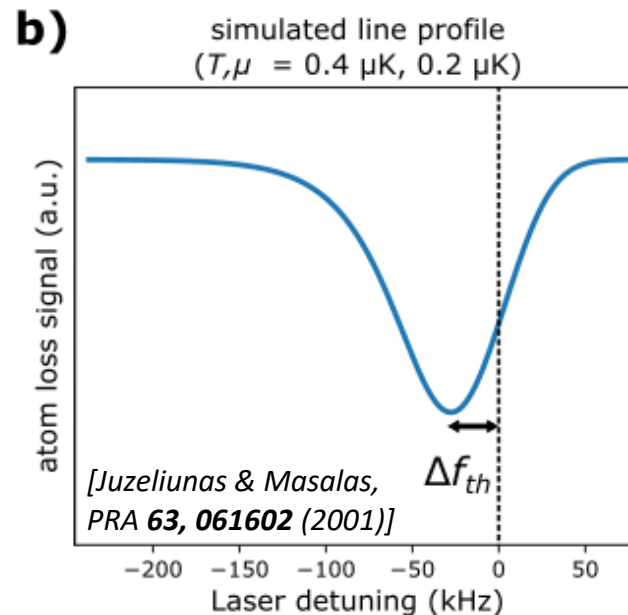 b)
simulated line profile
(T,μ = 0.4 μK, 0.2 μK)
atom loss signal (a.u.)
Δfth
[Juzeliunas & Masalas,
PRA 63, 061602 (2001)]
−200 −150 −100 −50 0 50
Laser detuning (kHz)